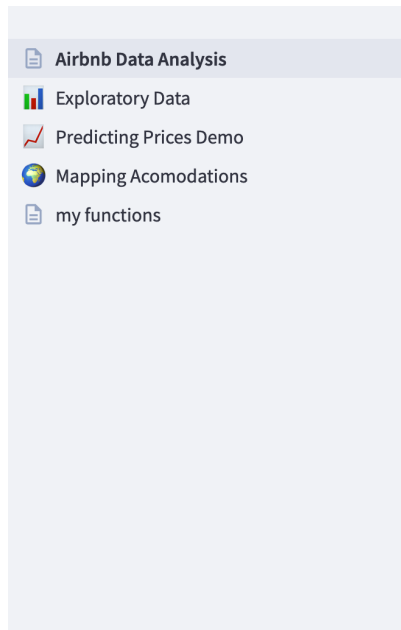 Airbnb Data Analysis
Exploratory Data
Predicting Prices Demo
Mapping Acomodations
my functions